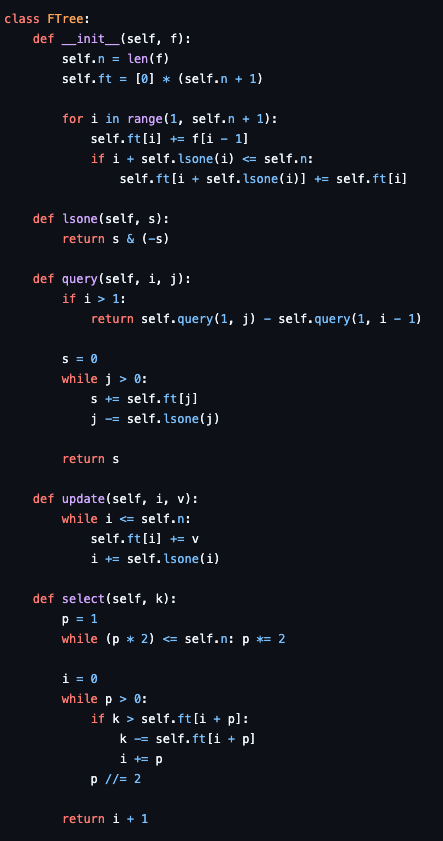 class FTree:
    def __init__(self, f):
        self.n = len(f)
        self.ft = [0] * (self.n + 1)

        for i in range(1, self.n + 1):
            self.ft[i] += f[i - 1]
            if i + self.lsone(i) <= self.n:
                self.ft[i + self.lsone(i)] += self.ft[i]

    def lsone(self, s):
        return s & (-s)

    def query(self, i, j):
        if i > 1:
            return self.query(1, j) - self.query(1, i - 1)

        s = 0
        while j > 0:
            s += self.ft[j]
            j -= self.lsone(j)

        return s

    def update(self, i, v):
        while i <= self.n:
            self.ft[i] += v
            i += self.lsone(i)

    def select(self, k):
        p = 1
        while (p * 2) <= self.n: p *= 2

        i = 0
        while p > 0:
            if k > self.ft[i + p]:
                k -= self.ft[i + p]
                i += p
            p //= 2

        return i + 1